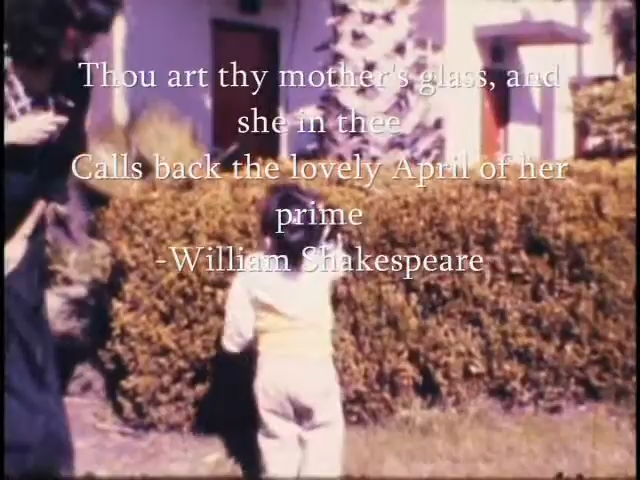 Thou art thy mother's glass, and
she in thee
Calls back the lovely April of her
prime
-William Shakespeare